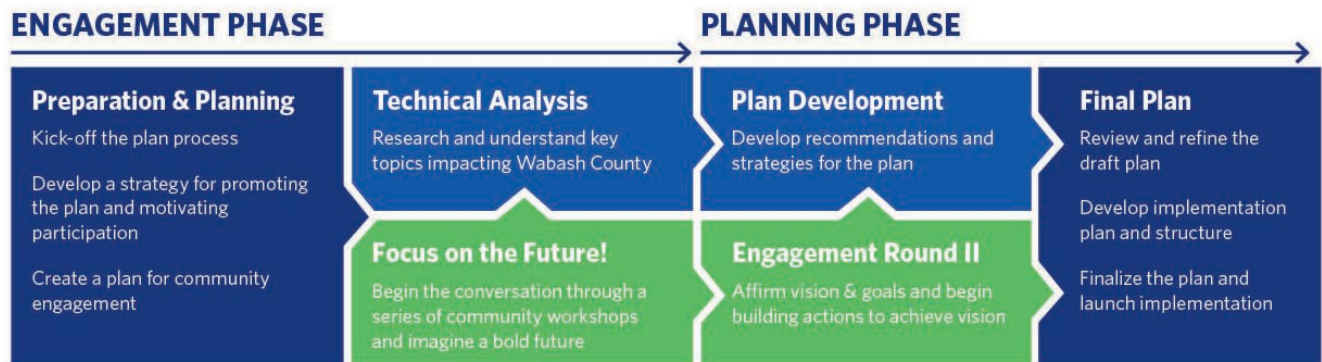 ENGAGEMENT PHASE
PLANNING PHASE
Preparation & Planning
Kick-off the plan process
Develop a strategy for promoting
the plan and motivating
participation
Create a plan for community
engagement
Technical Analysis
Research and understand key
topics impacting Wabash County
Focus on the Future!
Begin the conversation through a
series of community workshops
and imagine a bold future
Plan Development
Develop recommendations and
strategies for the plan
Engagement Round II
Affirm vision & goals and begin
building actions to achieve vision
Final Plan
Review and refine the
draft plan
Develop implementation
plan and structure
Finalize the plan and
launch implementation